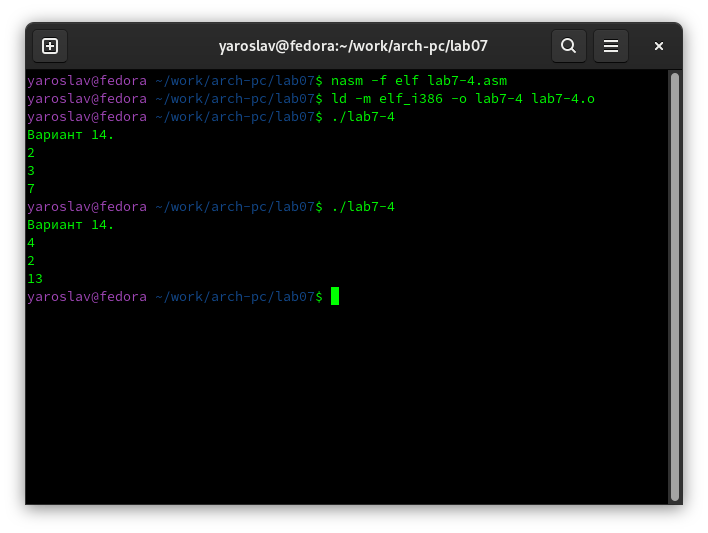 yaroslav@fedora:~/work/arch-pc/lab07
yaroslav@fedora ~/work/arch-pc/lab07$ nasm -f elf lab7-4.asm
yaroslav@fedora ~/work/arch-pc/lab07$ ld -m elf_i386 -o lab7-4 lab7-4.o
yaroslav@fedora ~/work/arch-pc/lab07$ ./lab7-4
Вариант 14.
2
3
7
yaroslav@fedora ~/work/arch-pc/lab07$ ./lab7-4
Вариант 14.
4
2
13
yaroslav@fedora ~/work/arch-pc/lab07$